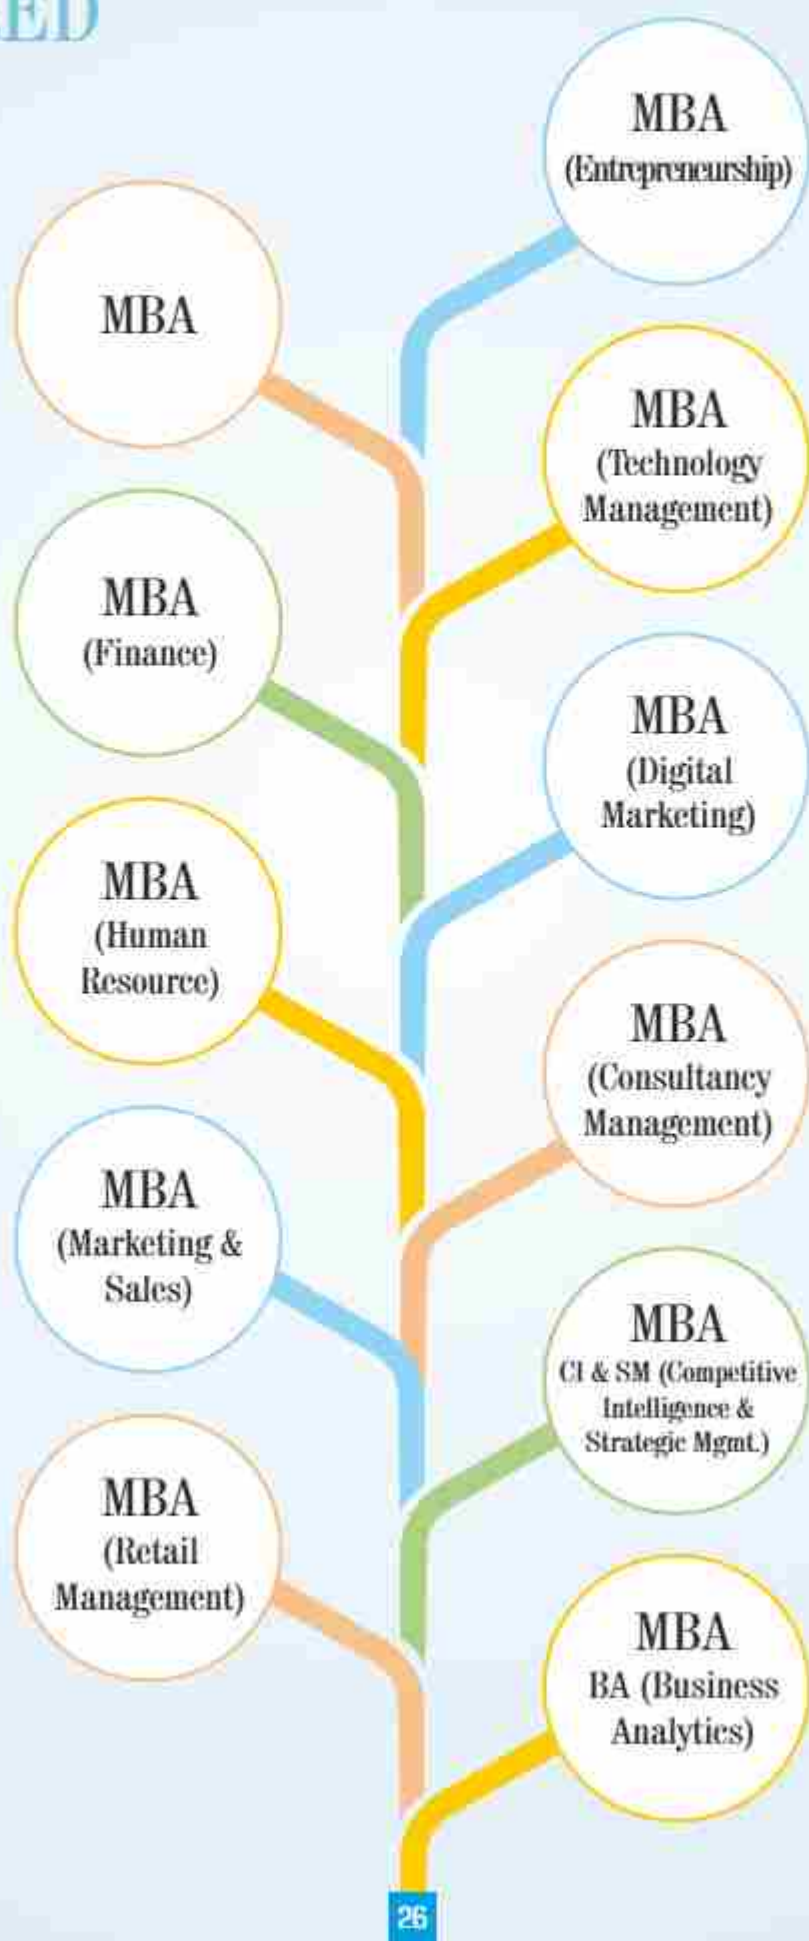 ED
MBA
(Entrepreneurship)
MBA
MBA
(Technology
Management)
MBA
(Finance)
MBA
(Digital
Marketing)
MBA
(Human
Resource)
MBA
(Consultancy
Management)
MBA
(Marketing &
Sales)
MBA
CI & SM (Competitive
Intelligence &
Strategic Mgmt.)
MBA
(Retail
Management)
MBA
BA (Business
Analytics)
26